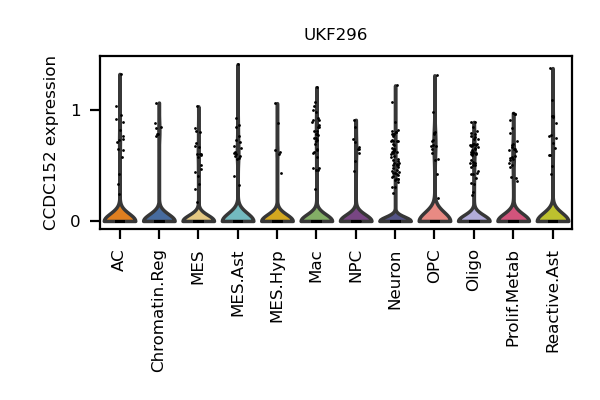 UKF296
CCDC152 expression
1
0
AC
Chromatin.Reg
MES
MES.Ast
MES.Hyp
Mac
NPC
Neuron
OPC
Oligo
Prolif.Metab
Reactive.Ast